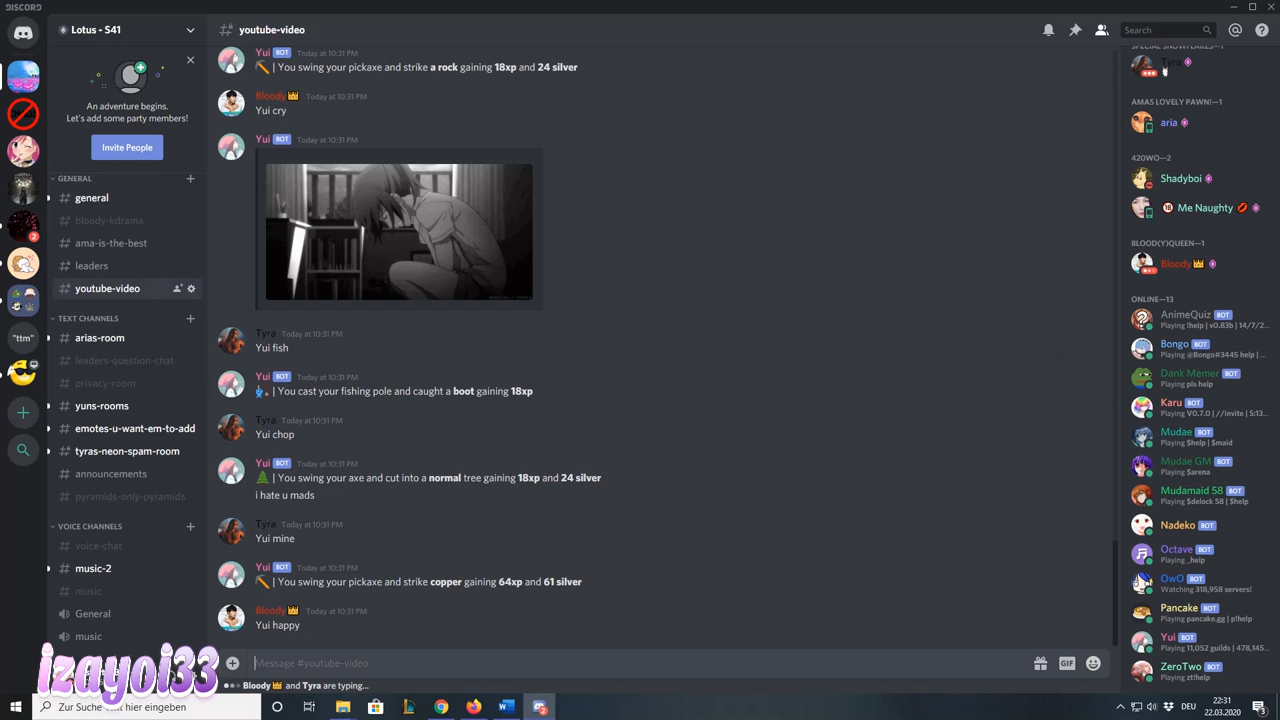 DISCORD
Lotus - S41
youtube-video
Search
An adventure begins.
Let's add some party members!
Invite People
GENERAL
general
bloody-kdrama
ama-is-the-best
leaders
youtube-video
TEXT CHANNELS
arias-room
leaders-question-chat
privacy-room
yuns-rooms
emotes-u-want-em-to-add
tyras-neon-spam-room
announcements
pyramids-only-pyramids
VOICE CHANNELS
voice-chat
music-2
music
General
music
2
"ttm"
Yui BOT Today at 10:31 PM
| You swing your pickaxe and strike a rock gaining 18xp and 24 silver
Bloody Today at 10:31 PM
Yui cry
Yui BOT Today at 10:31 PM
Tyra Today at 10:31 PM
Yui fish
Yui BOT Today at 10:31 PM
| You cast your fishing pole and caught a boot gaining 18xp
Tyra Today at 10:31 PM
Yui chop
Yui BOT Today at 10:31 PM
| You swing your axe and cut into a normal tree gaining 18xp and 24 silver
i hate u mads
Tyra Today at 10:31 PM
Yui mine
Yui BOT Today at 10:31 PM
| You swing your pickaxe and strike copper gaining 64xp and 61 silver
Bloody Today at 10:31 PM
Yui happy
Message #youtube-video
GIF
Bloody and Tyra are typing...
SPECIAL SNOWFLAKES—1
Tyra
AMAS LOVELY PAWN!—1
aria
420WO—2
Shadyboi
Me Naughty
BLOOD(Y)QUEEN—1
Bloody
ONLINE—13
AnimeQuiz BOT
Playing !help | v0.83b | 14/7/2...
Bongo BOT
Playing @Bongo#3445 help | ...
Dank Memer BOT
Playing pls help
Karu BOT
Playing V0.7.0 | //invite | S:13...
Mudae BOT
Playing $help | $maid
Mudae GM BOT
Playing $arena
Mudamaid 58 BOT
Playing $delock 58 | $help
Nadeko BOT
Octave BOT
Playing _help
OwO BOT
Watching 318,958 servers!
Pancake BOT
Playing pancake.gg | p!help
Yui BOT
Playing 11,052 guilds | 478,145...
ZeroTwo BOT
Playing zt!help
izayoi33
Zur Suche Text hier eingeben
DEU
22:31
22.03.2020
3